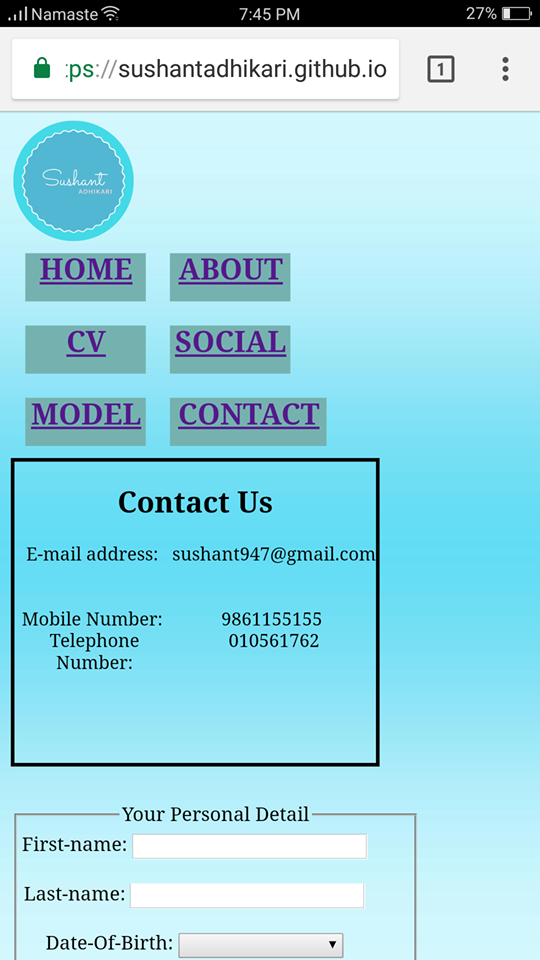 Namaste 7:45 PM 27%
:ps://sushantadhikari.github.io 1
Sushant
ADHIKARI
HOME ABOUT
CV SOCIAL
MODEL CONTACT
Contact Us
E-mail address: sushant947@gmail.com
Mobile Number: 9861155155
Telephone 010561762
Number:
Your Personal Detail
First-name:
Last-name:
Date-Of-Birth: